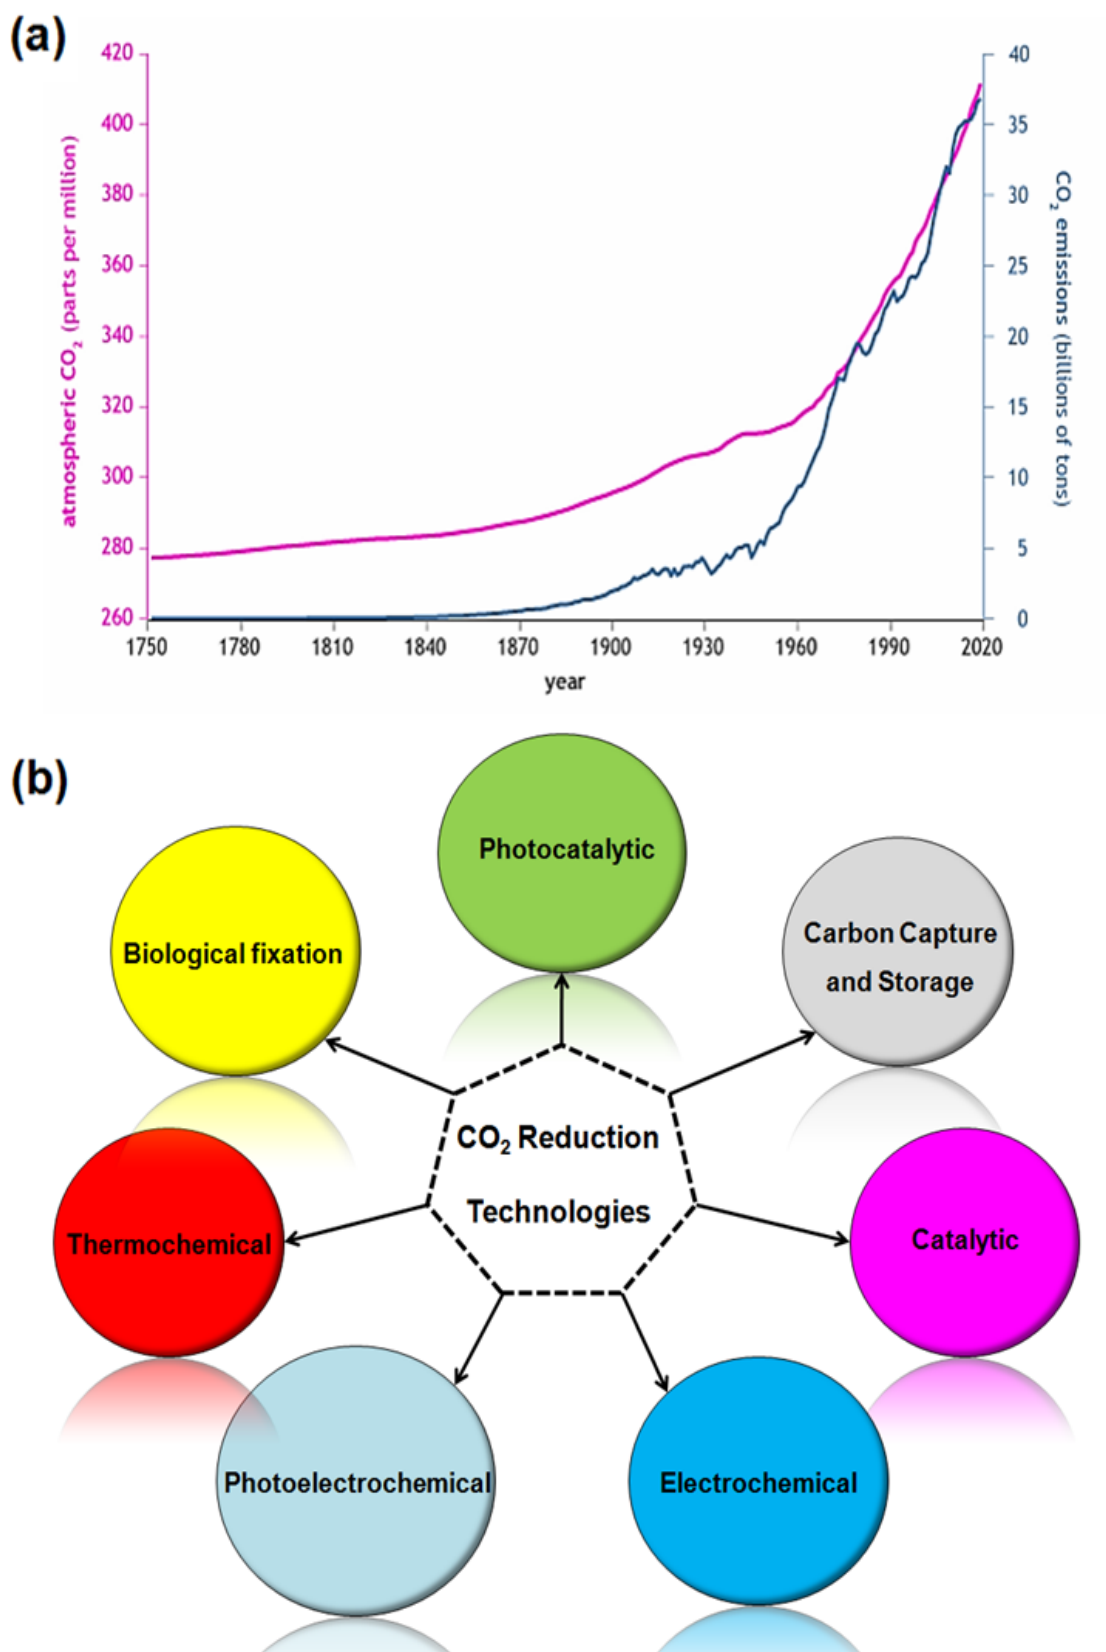 (a)
420
400
380
360
340
320
300
280
260
atmospheric CO₂ (parts per million)
40
35
30
25
20
15
10
5
0
CO₂ emissions (billions of tons)
1750 1780 1810 1840 1870 1900 1930 1960 1990 2020
year
(b)
Photocatalytic
Biological fixation
Carbon Capture
and Storage
CO₂ Reduction
Technologies
Thermochemical
Catalytic
Photoelectrochemical
Electrochemical